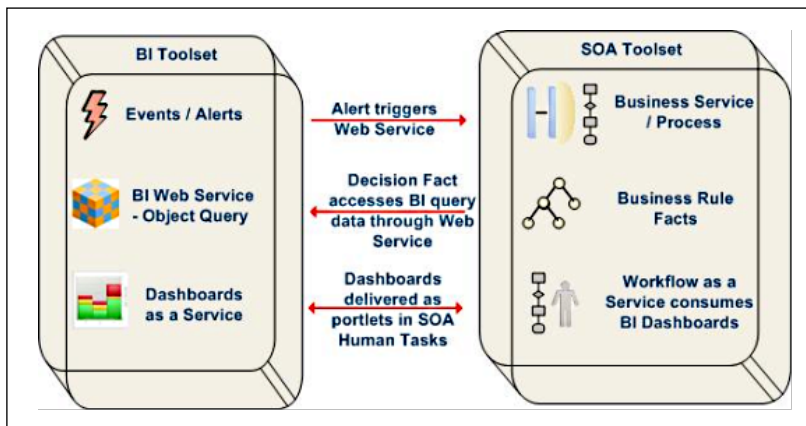 BI Toolset
Events / Alerts
BI Web Service
- Object Query
Dashboards
as a Service
Alert triggers
Web Service
Decision Fact
accesses BI query
data through Web
Service
Dashboards
delivered as
portlets in SOA
Human Tasks
SOA Toolset
Business Service
/ Process
Business Rule
Facts
Workflow as a
Service consumes
BI Dashboards